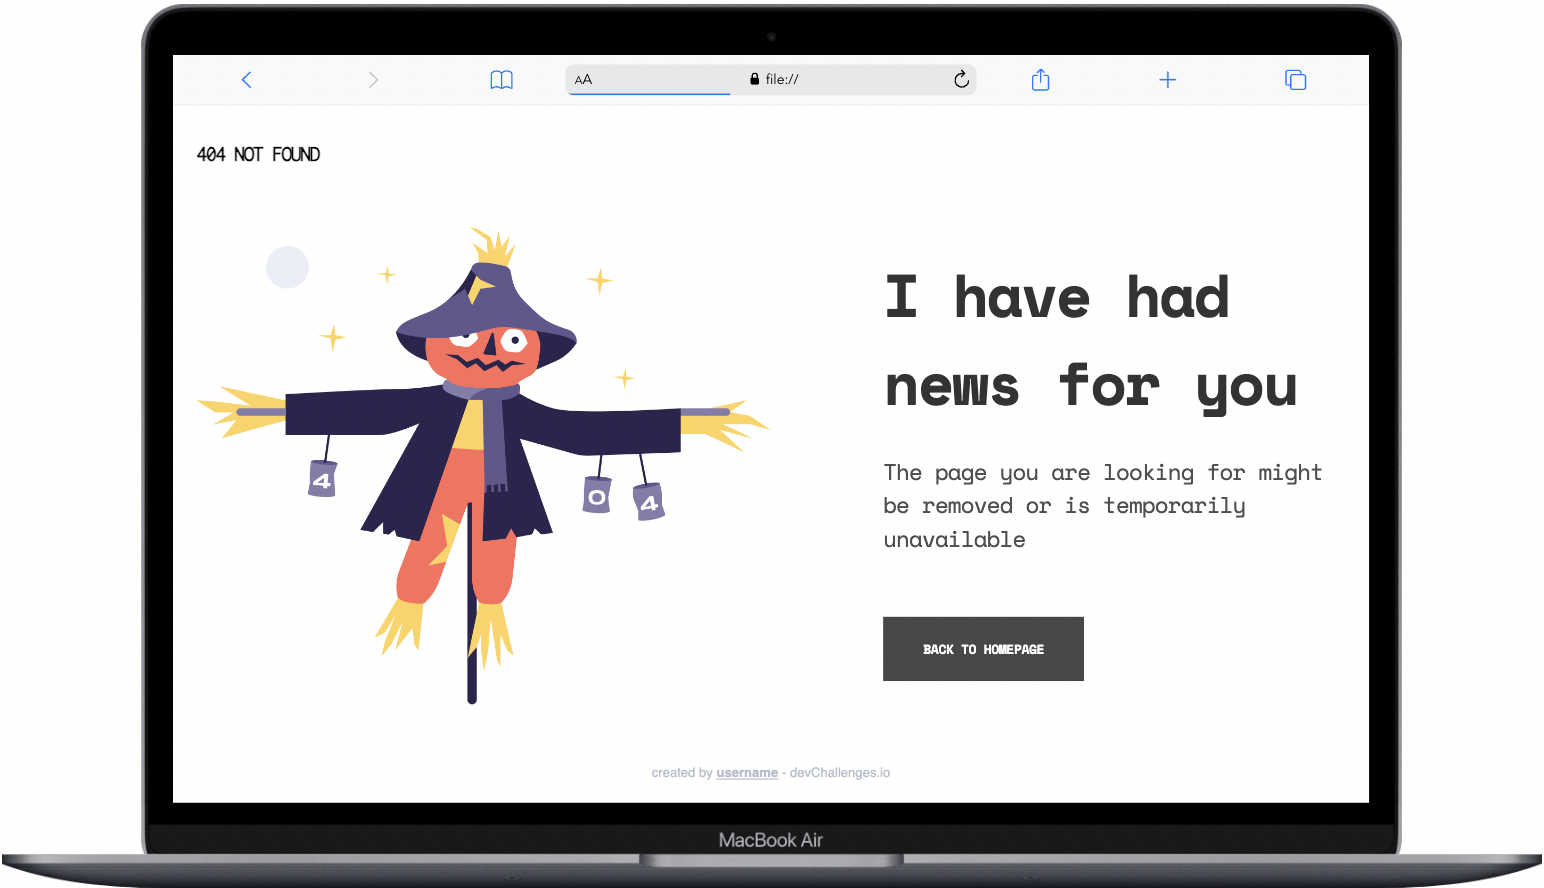 AA
file://
404 NOT FOUND
I have had
news for you
4
0
4
The page you are looking for might
be removed or is temporarily
unavailable
BACK TO HOMEPAGE
created by username - devChallenges.io
MacBook Air